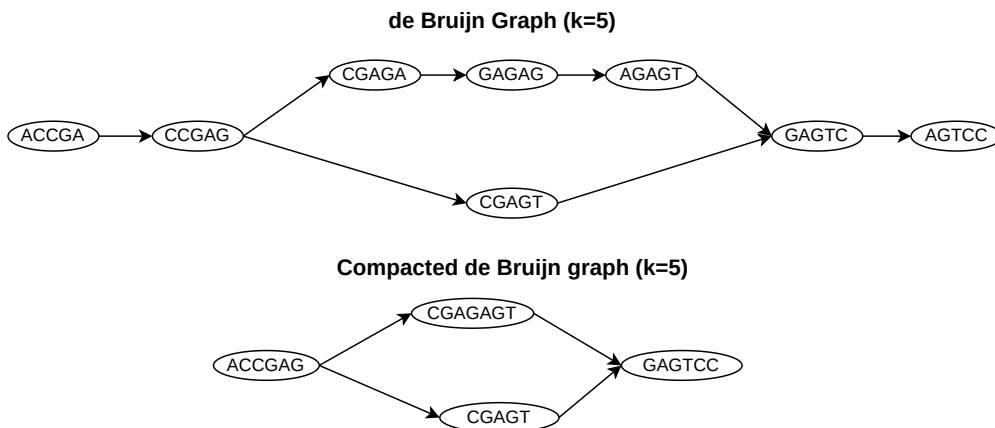 de Bruijn Graph (k=5)
CGAGA GAGAG AGAGT
ACCGA CCGAG GAGTC AGTCC
CGAGT
Compacted de Bruijn graph (k=5)
CGAGAGT
ACCGAG GAGTCC
CGAGT